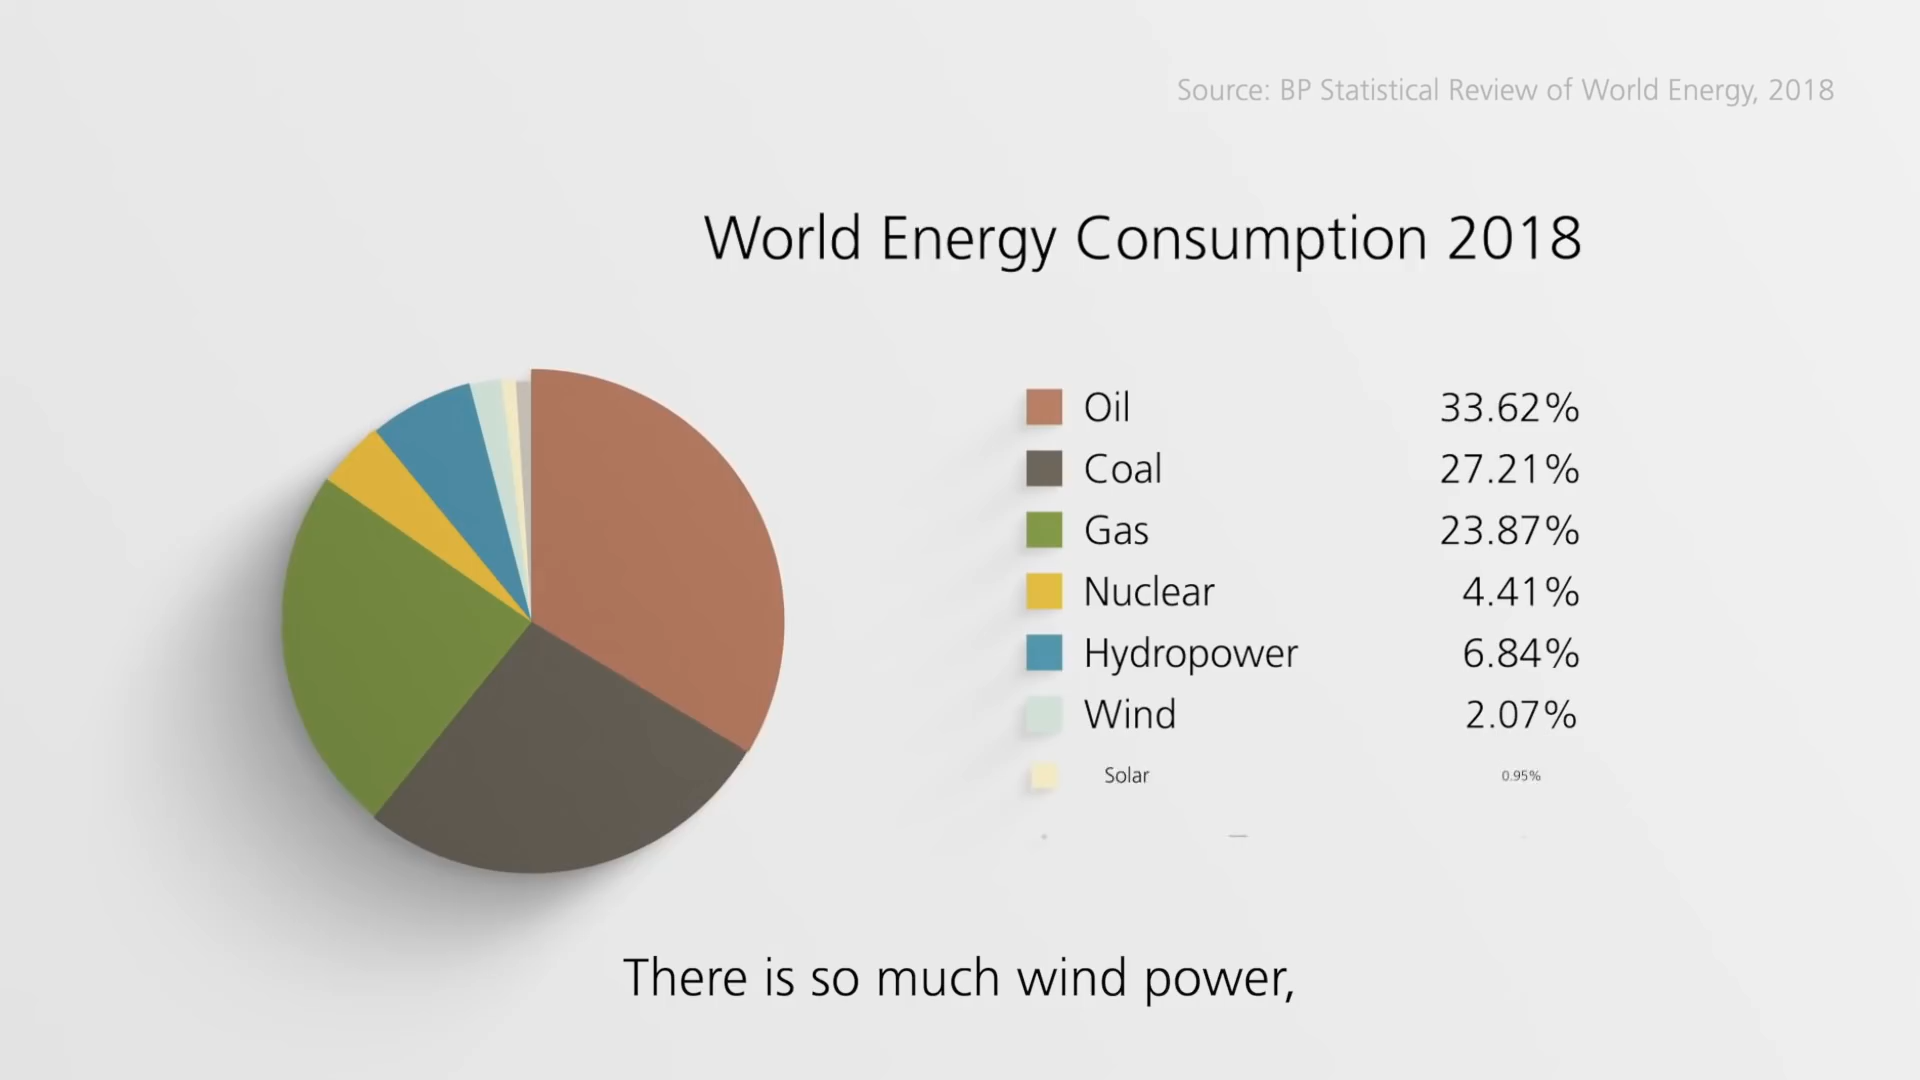 Source: BP Statistical Review of World Energy, 2018
World Energy Consumption 2018
Oil 33.62%
Coal 27.21%
Gas 23.87%
Nuclear 4.41%
Hydropower 6.84%
Wind 2.07%
Solar 0.95%
There is so much wind power,